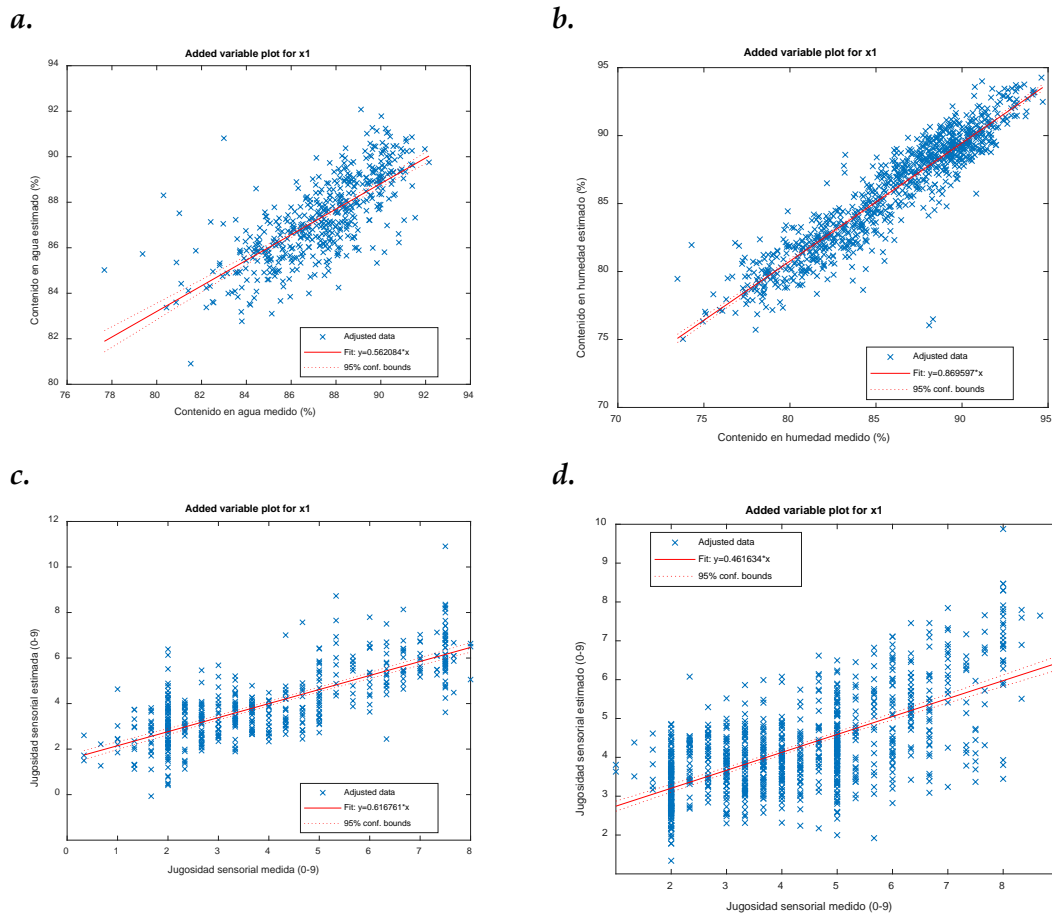 a.
Added variable plot for x1
94
92
90
88
86
84
82
80
Contenido en agua estimado (%)
Adjusted data
Fit: y=0.562084*x
95% conf. bounds
76 78 80 82 84 86 88 90 92 94
Contenido en agua medido (%)
b.
Added variable plot for x1
95
90
85
80
75
70
Contenido en humedad estimado (%)
Adjusted data
Fit: y=0.869597*x
95% conf. bounds
70 75 80 85 90 95
Contenido en humedad medido (%)
c.
Added variable plot for x1
12
10
8
6
4
2
0
Jugosidad sensorial estimada (0-9)
Adjusted data
Fit: y=0.616761*x
95% conf. bounds
0 1 2 3 4 5 6 7 8
Jugosidad sensorial medida (0-9)
d.
Added variable plot for x1
10
9
8
7
6
5
4
3
2
Jugosidad sensorial estimado (0-9)
Adjusted data
Fit: y=0.461634*x
95% conf. bounds
2 3 4 5 6 7 8
Jugosidad sensorial medido (0-9)